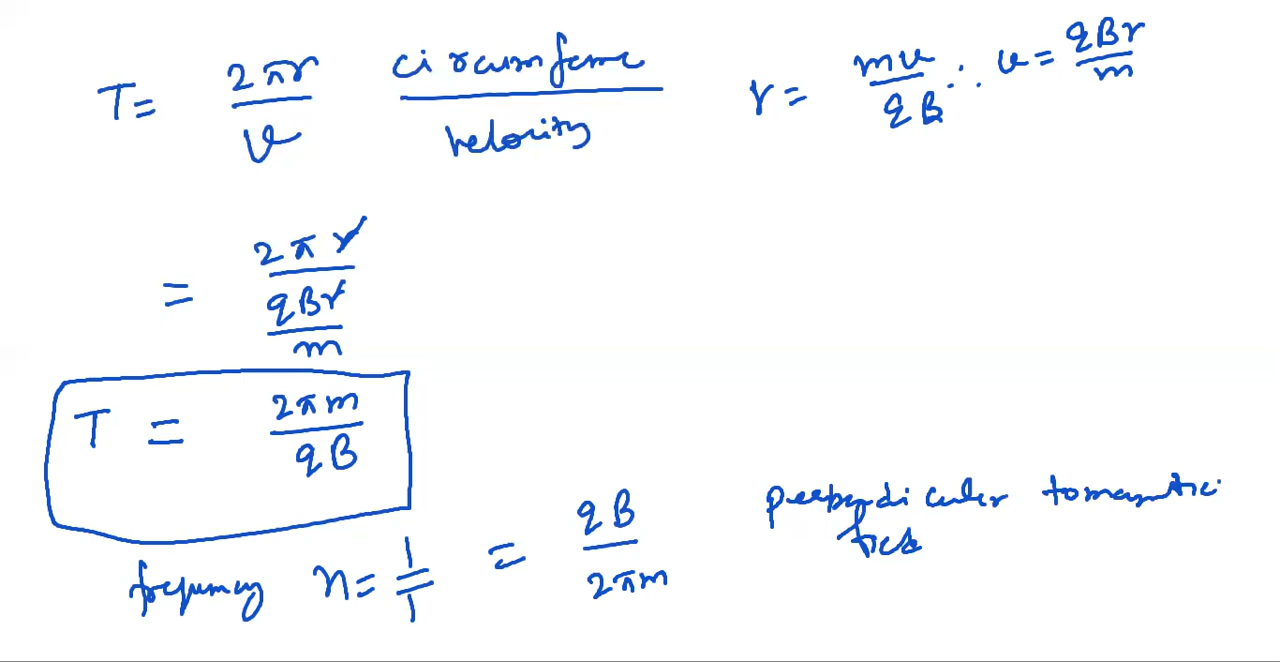 T = 2πr / v circumference / velocity r = mv / qB ∴ v = qBr / m
= 2πr / (qBr / m)
T = 2πm / qB
frequency n = 1 / T = qB / 2πm
perpendicular to magnetic
field